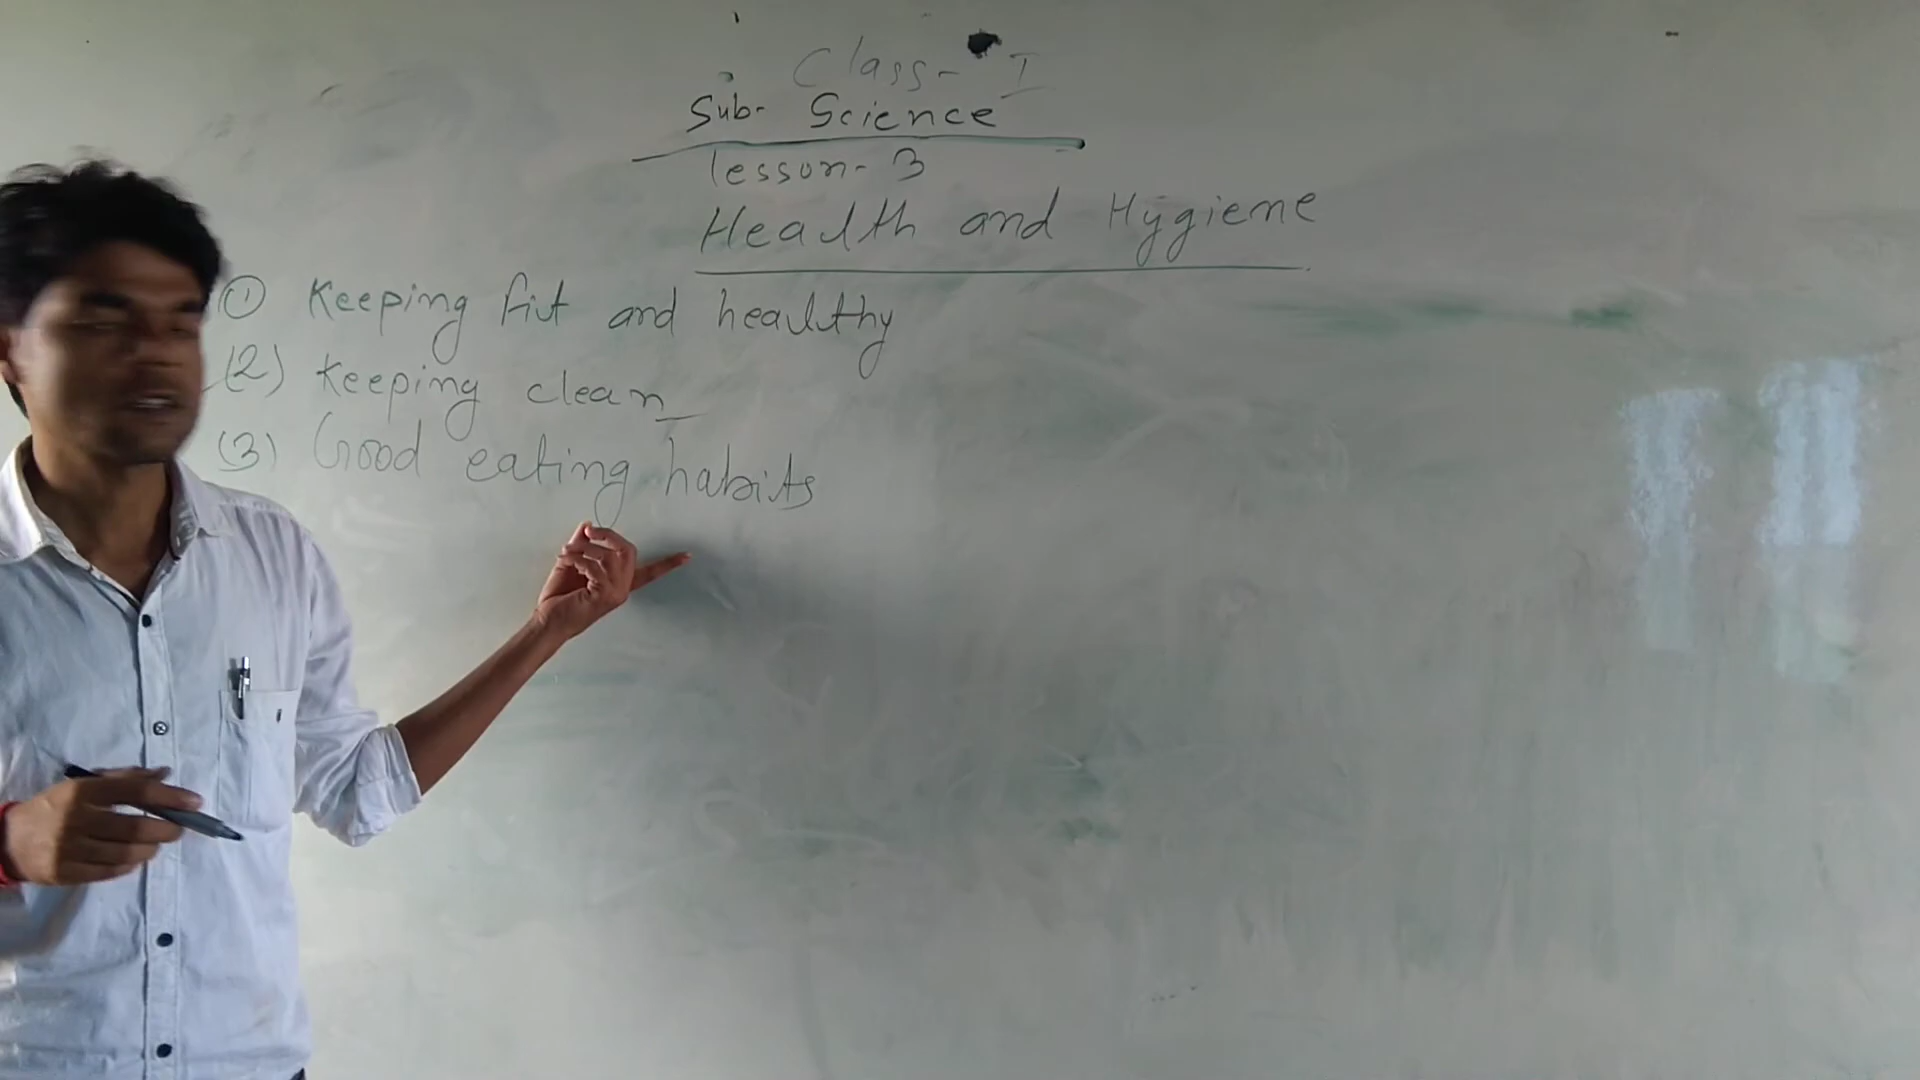 Class- I
Sub- Science
lesson- 3
Health and Hygiene
① Keeping fit and healthy
(2) Keeping clean
(3) Good eating habits